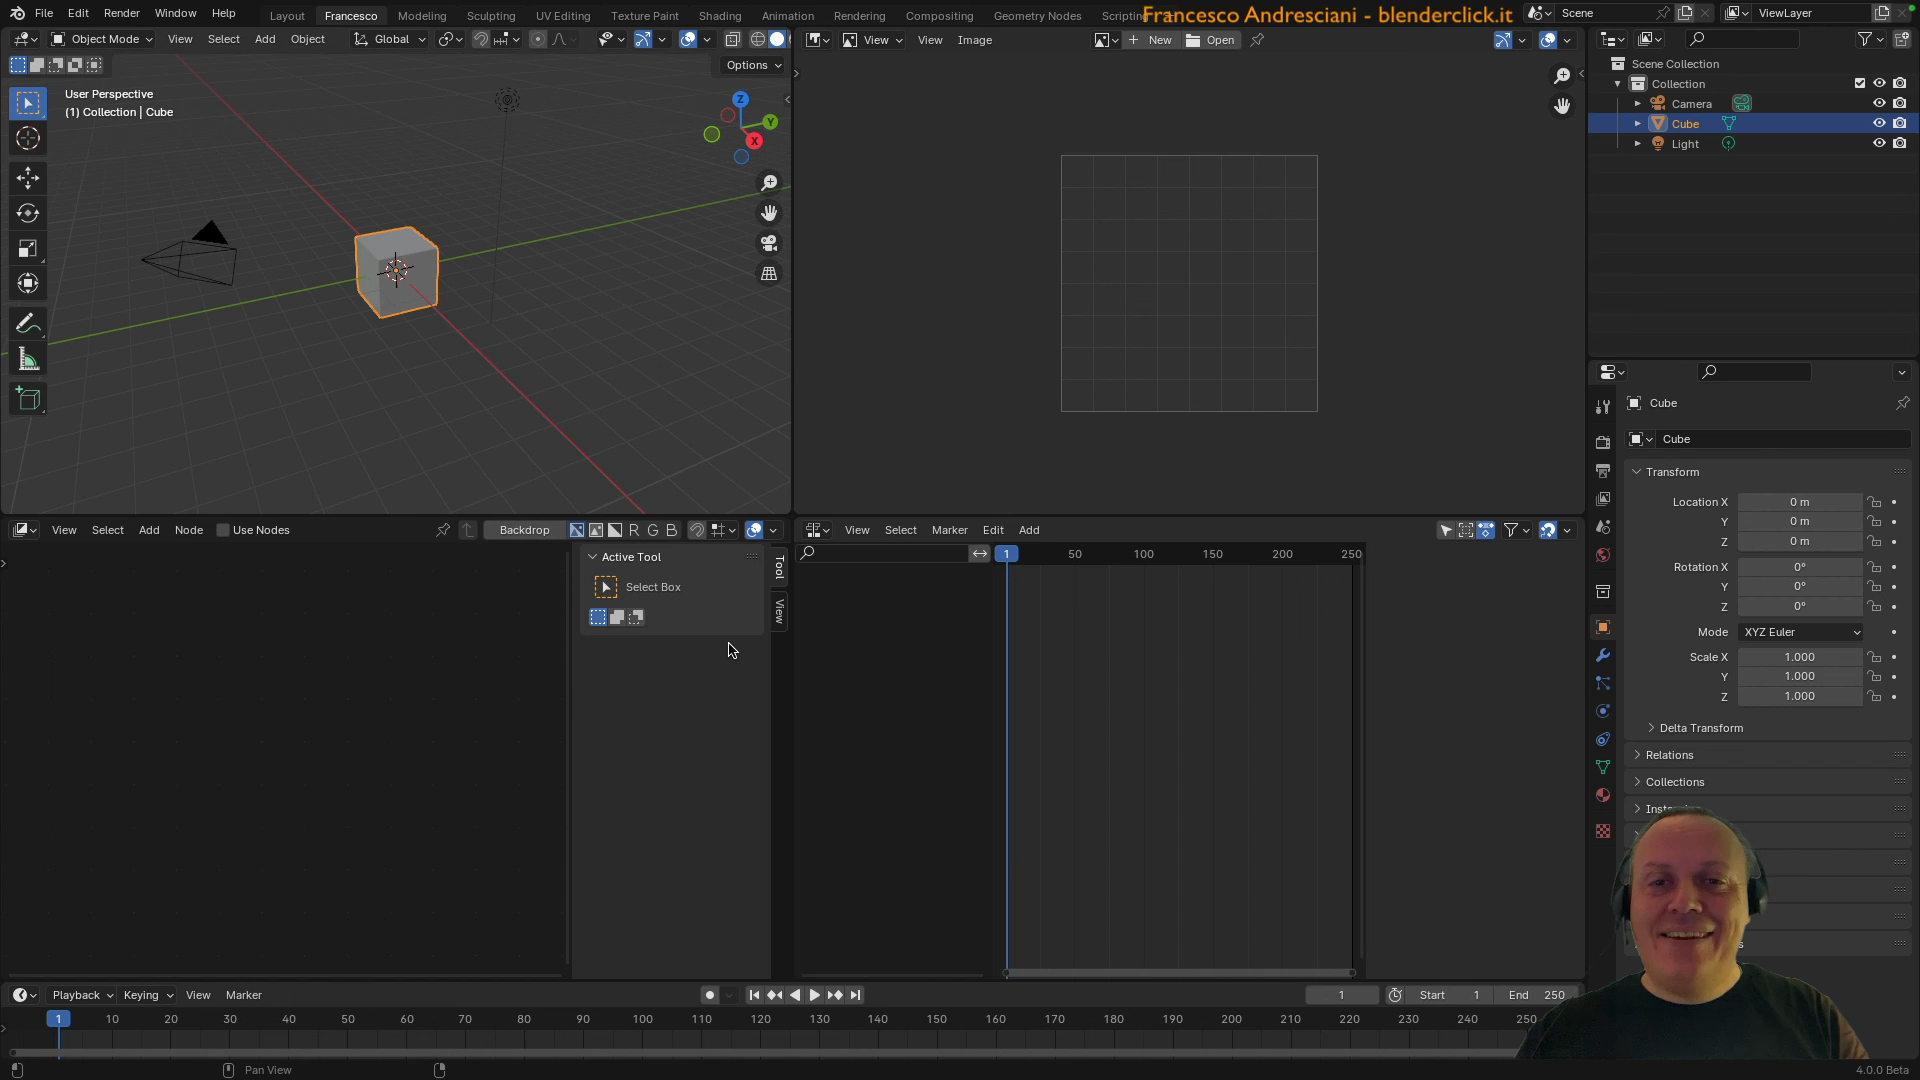 File Edit Render Window Help Layout Francesco Modeling Sculpting UV Editing Texture Paint Shading Animation Rendering Compositing Geometry Nodes Scripting Scene ViewLayer
Francesco Andresciani - blenderclick.it
Object Mode View Select Add Object Global
View View Image New Open
Options
User Perspective
(1) Collection | Cube
Z
Y
X
Scene Collection
Collection
Camera
Cube
Light
Cube
Cube
Transform
Location X 0 m
Y 0 m
Z 0 m
Rotation X 0°
Y 0°
Z 0°
Mode XYZ Euler
Scale X 1.000
Y 1.000
Z 1.000
Delta Transform
Relations
Collections
View Select Add Node Use Nodes Backdrop R G B
Active Tool
Select Box
Tool
View
View Select Marker Edit Add
1 50 100 150 200 250
Playback Keying View Marker 1 Start 1 End 250
1 10 20 30 40 50 60 70 80 90 100 110 120 130 140 150 160 170 180 190 200 210 220 230 240 250
Pan View 4.0.0 Beta